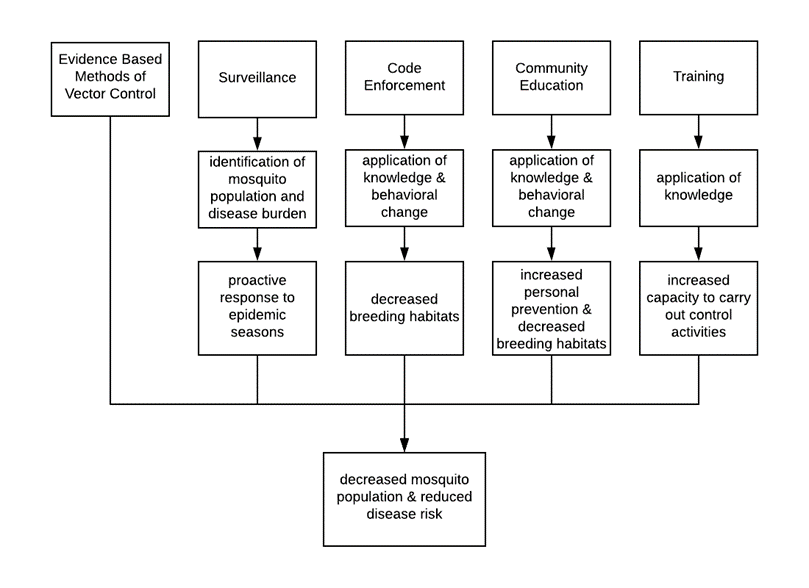 Evidence Based
Methods of
Vector Control
Surveillance
Code
Enforcement
Community
Education
Training
identification of
mosquito
population and
disease burden
application of
knowledge &
behavioral
change
application of
knowledge &
behavioral
change
application of
knowledge
proactive
response to
epidemic
seasons
decreased
breeding habitats
increased
personal
prevention &
decreased
breeding habitats
increased
capacity to carry
out control
activities
decreased mosquito
population & reduced
disease risk